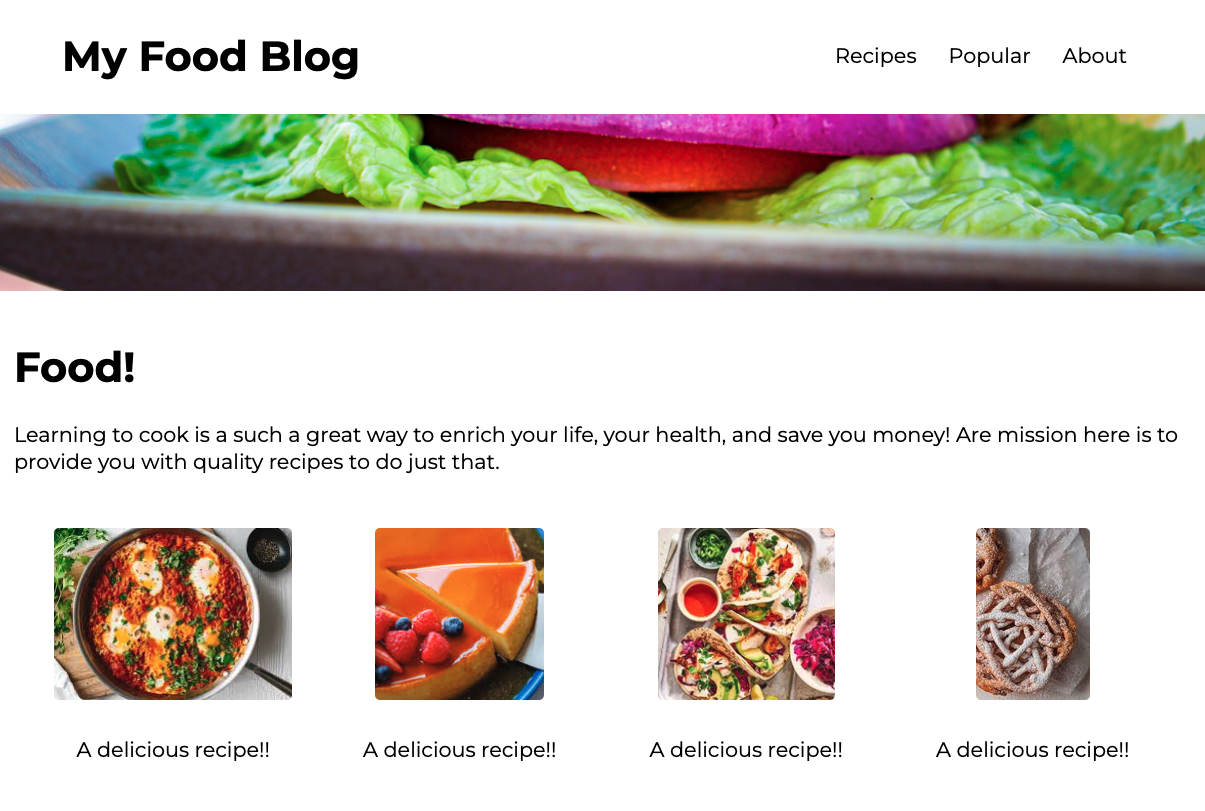 My Food Blog
Recipes Popular About
Food!
Learning to cook is a such a great way to enrich your life, your health, and save you money! Are mission here is to
provide you with quality recipes to do just that.
A delicious recipe!! A delicious recipe!! A delicious recipe!! A delicious recipe!!